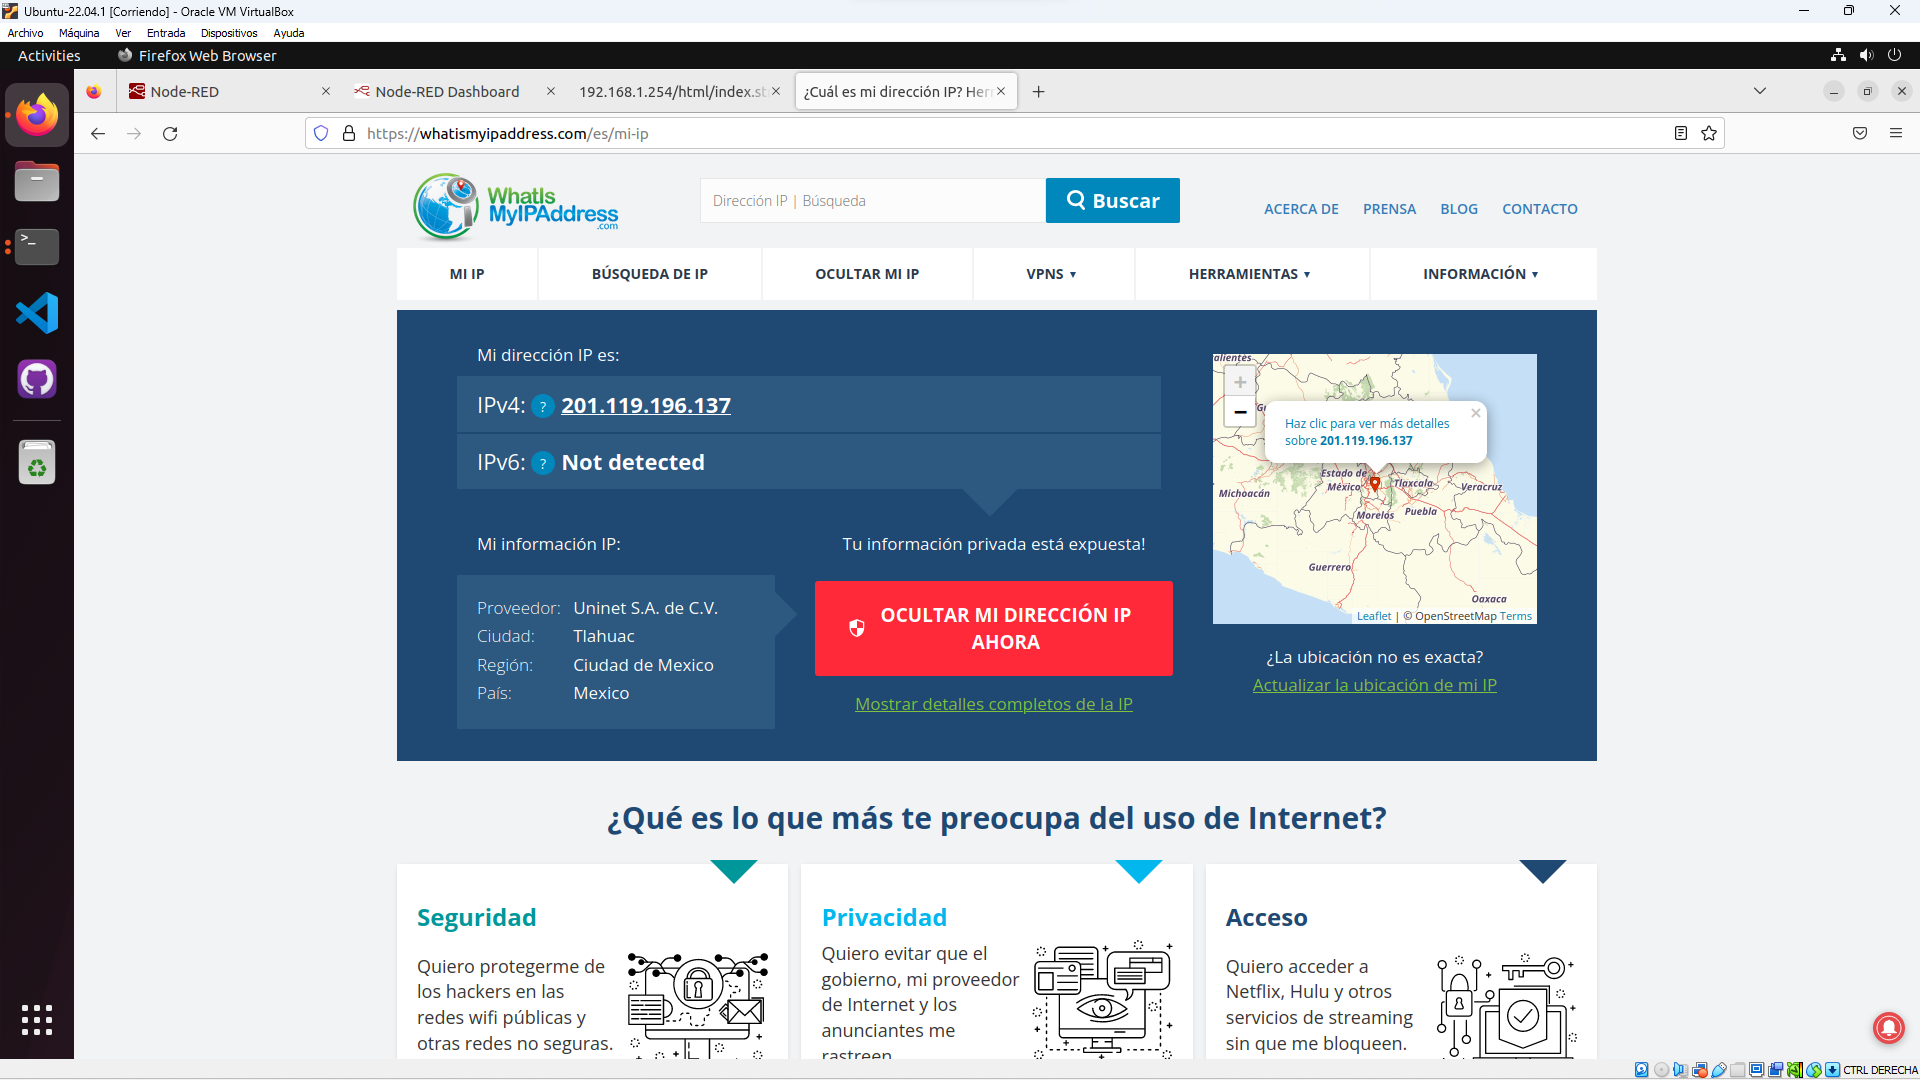 Ubuntu-22.04.1 [Corriendo] - Oracle VM VirtualBox
Archivo Máquina Ver Entrada Dispositivos Ayuda
Activities Firefox Web Browser
Node-RED Node-RED Dashboard 192.168.1.254/html/index.st ¿Cuál es mi dirección IP? Her
https://whatismyipaddress.com/es/mi-ip
WhatIs
MyIPAddress
.com
Dirección IP | Búsqueda
Buscar
ACERCA DE PRENSA BLOG CONTACTO
MI IP BÚSQUEDA DE IP OCULTAR MI IP VPNS ▾ HERRAMIENTAS ▾ INFORMACIÓN ▾
Mi dirección IP es:
IPv4: ? 201.119.196.137
IPv6: ? Not detected
Mi información IP:
Proveedor: Uninet S.A. de C.V.
Ciudad: Tlahuac
Región: Ciudad de Mexico
País: Mexico
Tu información privada está expuesta!
OCULTAR MI DIRECCIÓN IP
AHORA
Mostrar detalles completos de la IP
alientes
+
−
Haz clic para ver más detalles
sobre 201.119.196.137
×
Estado de
México
Tlaxcala
Michoacán
Veracruz
Puebla
Morelos
Guerrero
Oaxaca
Leaflet | © OpenStreetMap Terms
¿La ubicación no es exacta?
Actualizar la ubicación de mi IP
¿Qué es lo que más te preocupa del uso de Internet?
Seguridad
Quiero protegerme de
los hackers en las
redes wifi públicas y
otras redes no seguras.
Privacidad
Quiero evitar que el
gobierno, mi proveedor
de Internet y los
anunciantes me
rastreen.
Acceso
Quiero acceder a
Netflix, Hulu y otros
servicios de streaming
sin que me bloqueen.
CTRL DERECHA